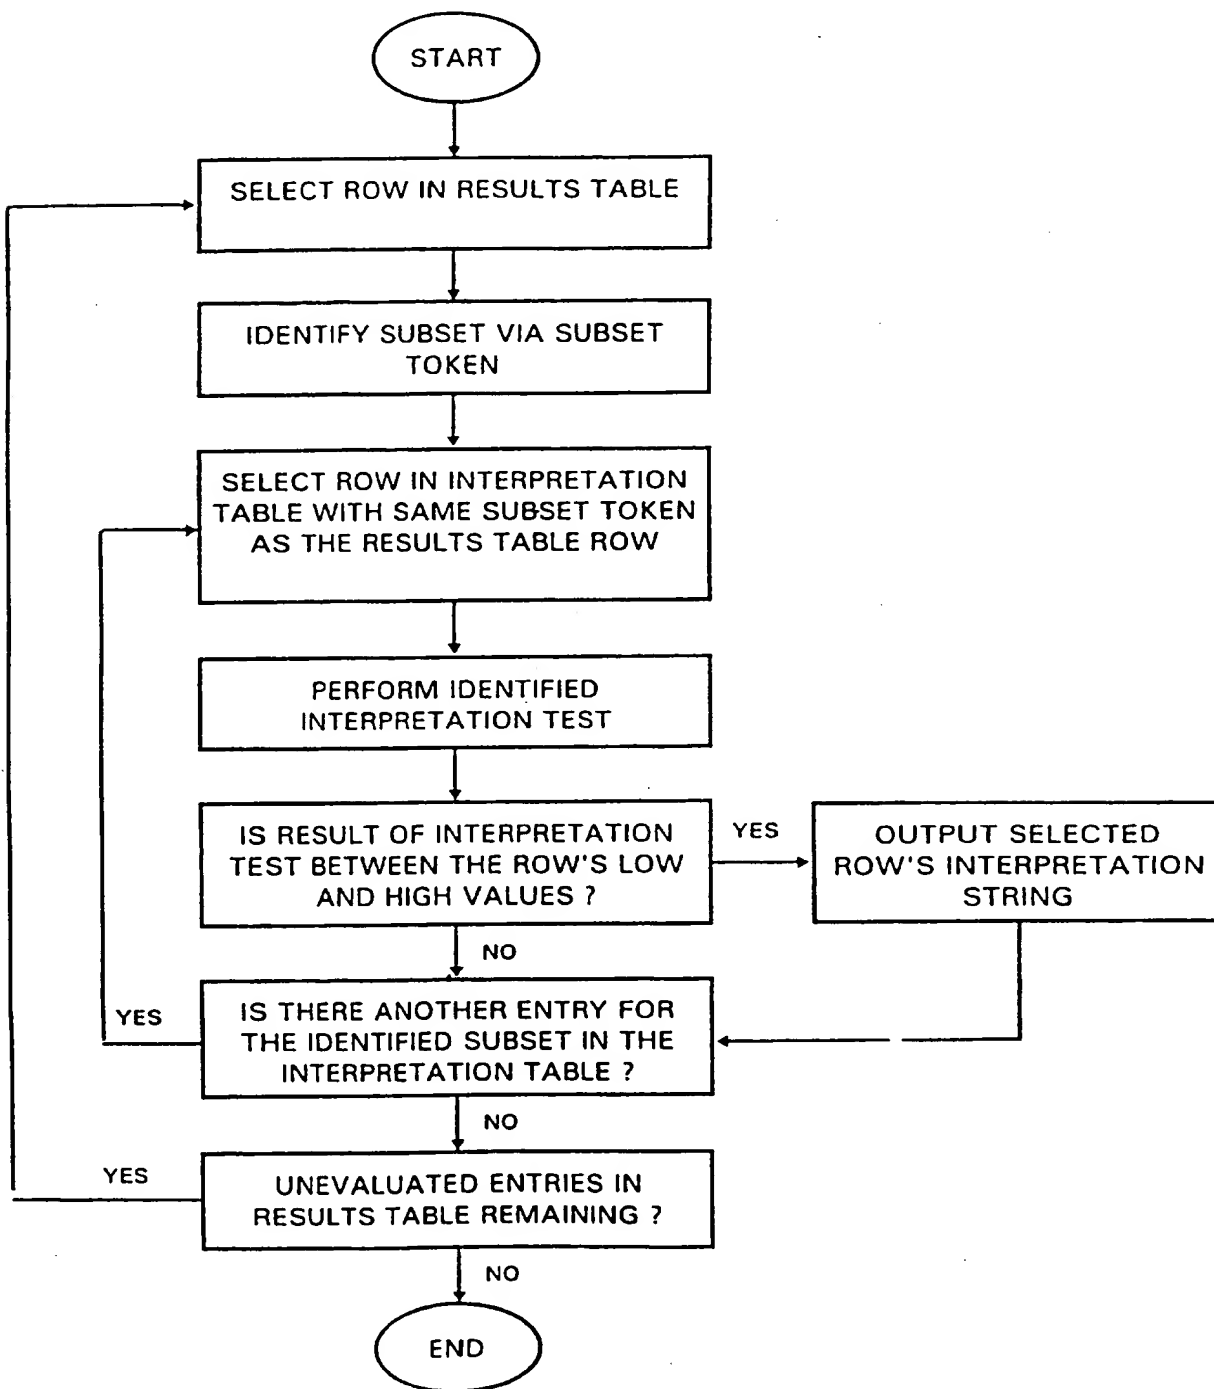 START
SELECT ROW IN RESULTS TABLE
IDENTIFY SUBSET VIA SUBSET
TOKEN
SELECT ROW IN INTERPRETATION
TABLE WITH SAME SUBSET TOKEN
AS THE RESULTS TABLE ROW
PERFORM IDENTIFIED
INTERPRETATION TEST
IS RESULT OF INTERPRETATION
TEST BETWEEN THE ROW'S LOW
AND HIGH VALUES ?
YES
OUTPUT SELECTED
ROW'S INTERPRETATION
STRING
NO
IS THERE ANOTHER ENTRY FOR
THE IDENTIFIED SUBSET IN THE
INTERPRETATION TABLE ?
YES
NO
UNEVALUATED ENTRIES IN
RESULTS TABLE REMAINING ?
YES
NO
END